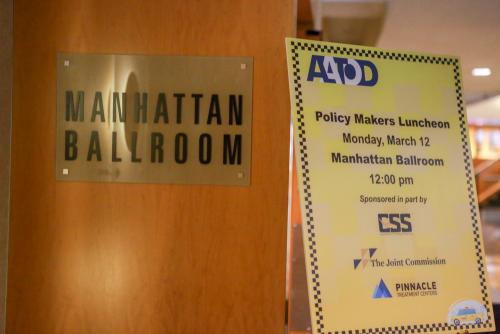 MANHATTAN
BALLROOM
AATOD
Policy Makers Luncheon
Monday, March 12
Manhattan Ballroom
12:00 pm
Sponsored in part by
CSS
The Joint Commission
PINNACLE
TREATMENT CENTERS